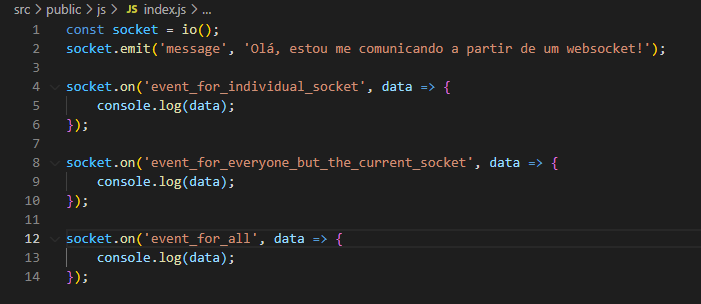 src > public > js > JS index.js > ...
1 const socket = io();
2 socket.emit('message', 'Olá, estou me comunicando a partir de um websocket!');
3
4 socket.on('event_for_individual_socket', data => {
5     console.log(data);
6 });
7
8 socket.on('event_for_everyone_but_the_current_socket', data => {
9     console.log(data);
10 });
11
12 socket.on('event_for_all', data => {
13     console.log(data);
14 });